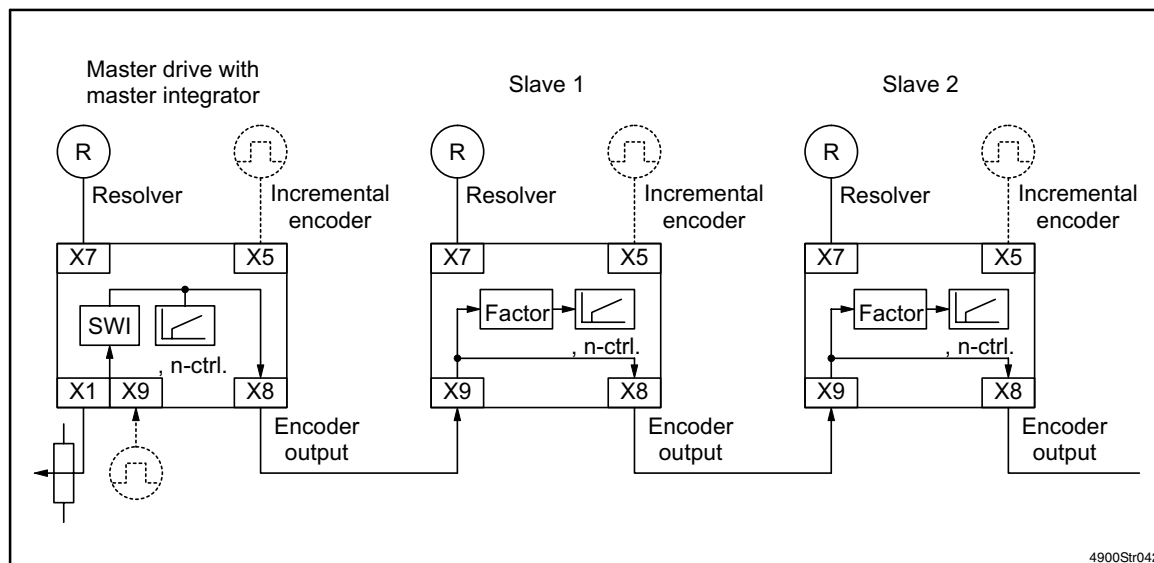 Master drive with
master integrator
Slave 1
Slave 2
R
R
R
Resolver
Incremental
encoder
Resolver
Incremental
encoder
Resolver
Incremental
encoder
X7
X5
X7
X5
X7
X5
SWI
Factor
Factor
, n-ctrl.
, n-ctrl.
, n-ctrl.
X1
X9
X8
X9
X8
X9
X8
Encoder
output
Encoder
output
Encoder
output